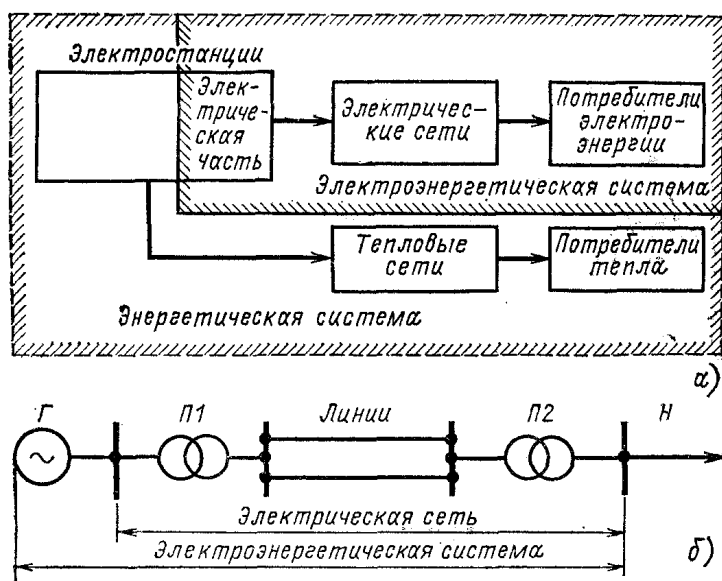 Электростанции
Элек-
триче-
ская
часть
Электричес-
кие сети
Потребители
электро-
энергии
Электроэнергетическая система
Тепловые
сети
Потребители
тепла
Энергетическая система
а)
Г
П1
Линии
П2
Н
Электрическая сеть
Электроэнергетическая система
б)